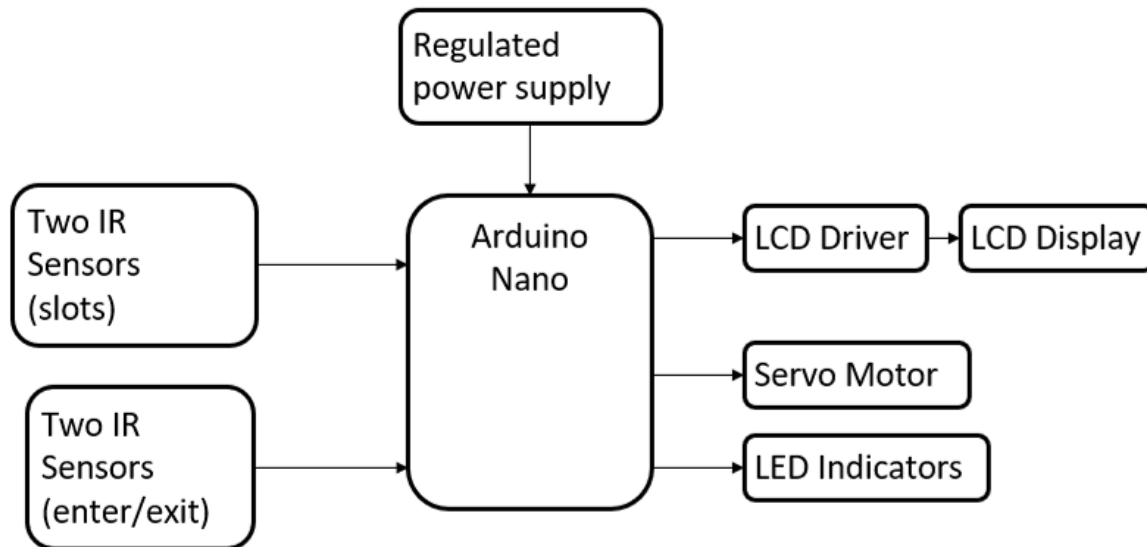 Regulated
power supply
Two IR
Sensors
(slots)
Arduino
Nano
LCD Driver
LCD Display
Servo Motor
Two IR
Sensors
(enter/exit)
LED Indicators